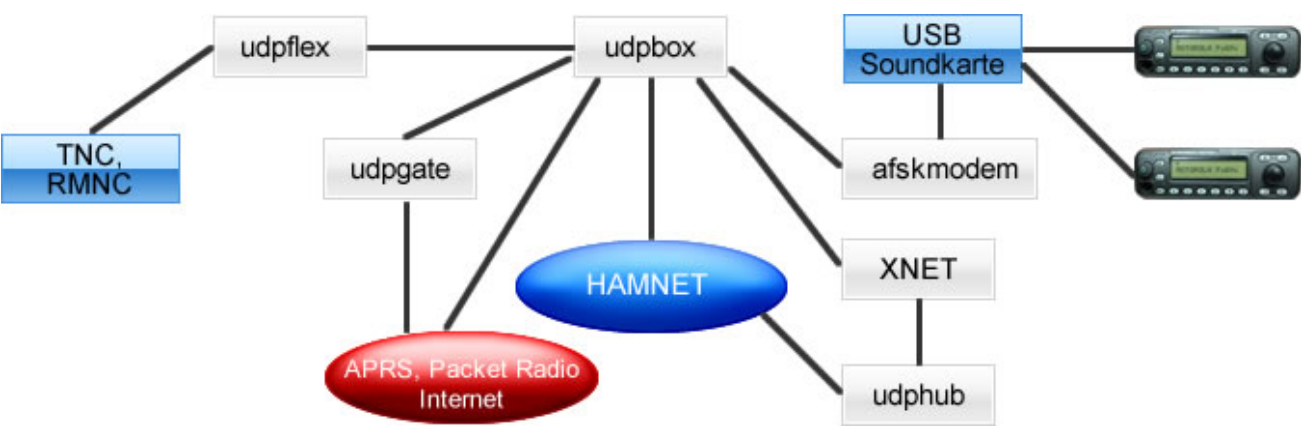 udpflex
udpbox
USB
Soundkarte
TNC,
RMNC
udpgate
afskmodem
HAMNET
XNET
APRS, Packet Radio
Internet
udphub